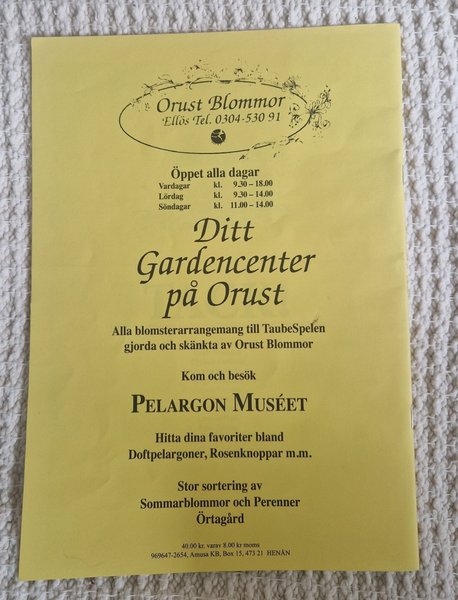 Orust Blommor
Ellös Tel. 0304-530 91
Öppet alla dagar
Vardagar kl. 9.30 – 18.00
Lördag kl. 9.30 – 14.00
Söndagar kl. 11.00 – 14.00
Ditt
Gardencenter
på Orust
Alla blomsterarrangemang till TaubeSpelen
gjorda och skänkta av Orust Blommor
Kom och besök
PELARGON MUSÉET
Hitta dina favoriter bland
Doftpelargoner, Rosenknoppar m.m.
Stor sortering av
Sommarblommor och Perenner
Örtagård
40:00 kr. varav 8.00 kr moms
969647-2654, Amusa KB, Box 15, 473 21 HENÅN